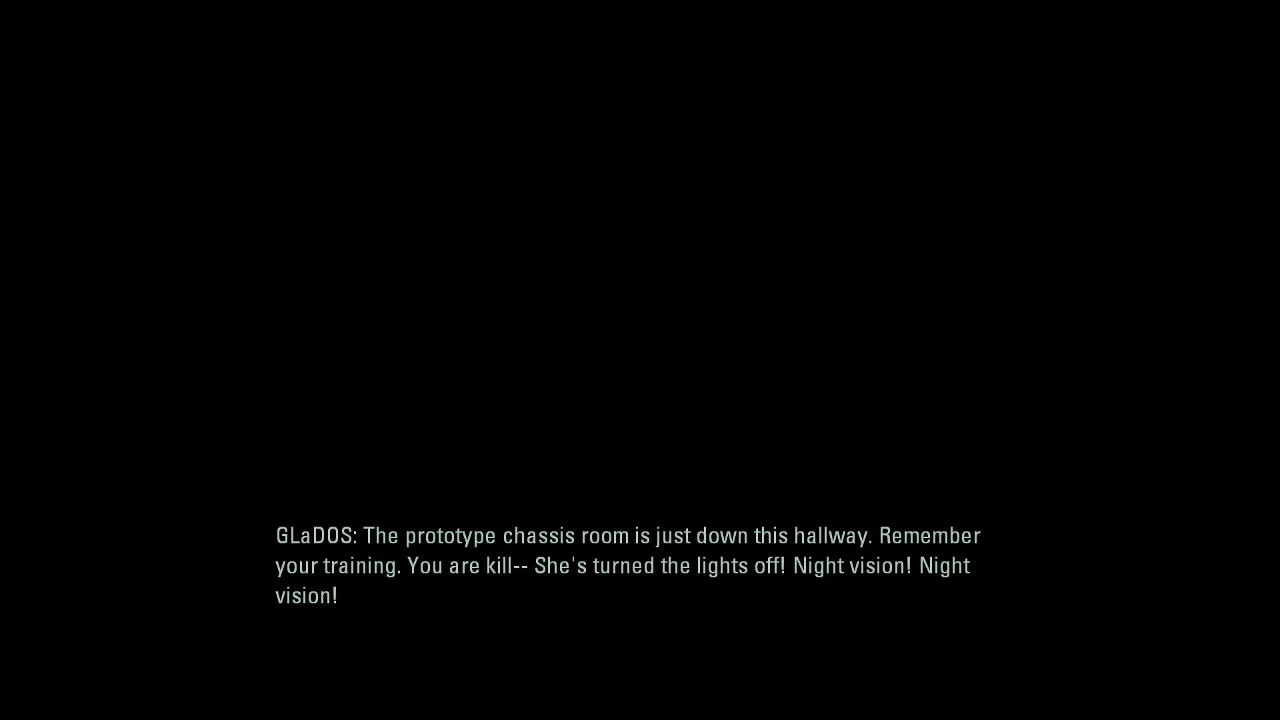 GLaDOS: The prototype chassis room is just down this hallway. Remember
your training. You are kill-- She's turned the lights off! Night vision! Night
vision!